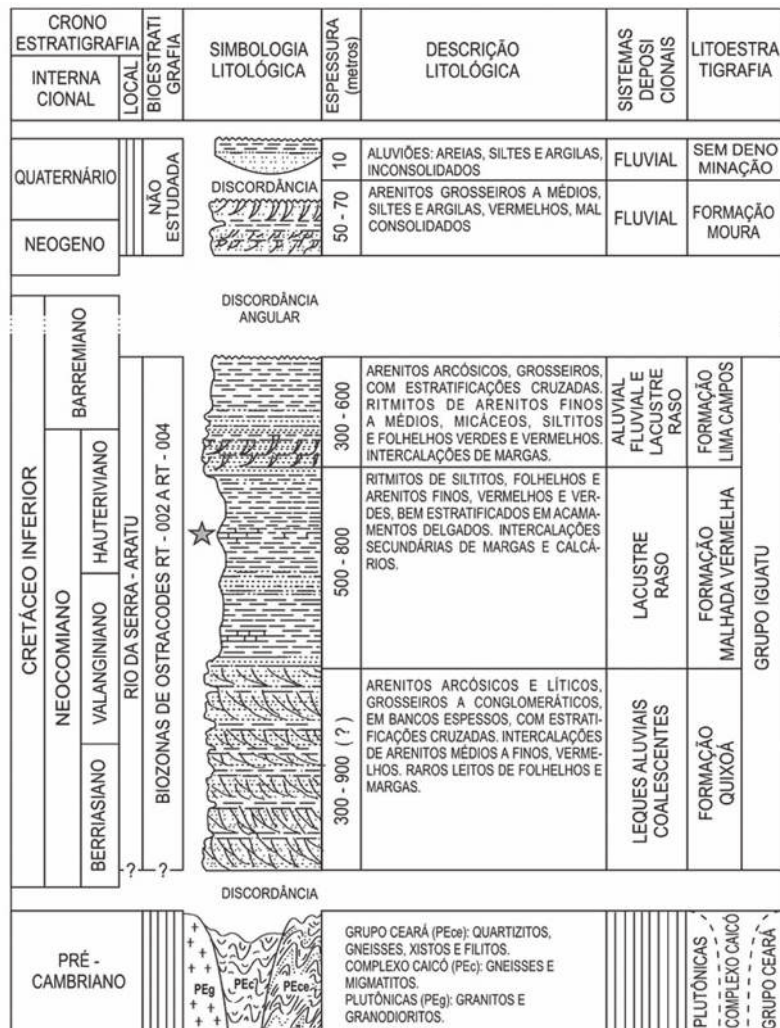 CRONO
ESTRATIGRAFIA
INTERNA
CIONAL
LOCAL
BIOESTRATI
GRAFIA
SIMBOLOGIA
LITOLÓGICA
ESPESSURA
(metros)
DESCRIÇÃO
LITOLÓGICA
SISTEMAS
DEPOSI
CIONAIS
LITOESTRA
TIGRAFIA
QUATERNÁRIO
NEOGENO
NÃO
ESTUDADA
DISCORDÂNCIA
10
ALUVIÕES: AREIAS, SILTES E ARGILAS,
INCONSOLIDADOS
FLUVIAL
SEM DENO
MINAÇÃO
50 - 70
ARENITOS GROSSEIROS A MÉDIOS,
SILTES E ARGILAS, VERMELHOS, MAL
CONSOLIDADOS
FLUVIAL
FORMAÇÃO
MOURA
DISCORDÂNCIA
ANGULAR
CRETÁCEO INFERIOR
NEOCOMIANO
BARREMIANO
HAUTERIVIANO
VALANGINIANO
BERRIASIANO
RIO DA SERRA - ARATU
BIOZONAS DE OSTRACODES RT - 002 A RT - 004
300 - 600
ARENITOS ARCÓSICOS, GROSSEIROS,
COM ESTRATIFICAÇÕES CRUZADAS.
RITMITOS DE ARENITOS FINOS
A MÉDIOS, MICÁCEOS, SILTITOS
E FOLHELHOS VERDES E VERMELHOS.
INTERCALAÇÕES DE MARGAS.
ALUVIAL
FLUVIAL E
LACUSTRE
RASO
FORMAÇÃO
LIMA CAMPOS
500 - 800
RITMITOS DE SILTITOS, FOLHELHOS E
ARENITOS FINOS, VERMELHOS E VER-
DES, BEM ESTRATIFICADOS EM ACAMA-
MENTOS DELGADOS. INTERCALAÇÕES
SECUNDÁRIAS DE MARGAS E CALCÁ-
RIOS.
LACUSTRE
RASO
FORMAÇÃO
MALHADA VERMELHA
GRUPO IGUATU
300 - 900 (?)
ARENITOS ARCÓSICOS E LÍTICOS,
GROSSEIROS A CONGLOMERÁTICOS,
EM BANCOS ESPESSOS, COM ESTRATI-
FICAÇÕES CRUZADAS. INTERCALAÇÕES
DE ARENITOS MÉDIOS A FINOS, VERME-
LHOS. RAROS LEITOS DE FOLHELHOS E
MARGAS.
LEQUES ALUVIAIS
COALESCENTES
FORMAÇÃO
QUIXOÁ
-?- -?-
DISCORDÂNCIA
PRÉ -
CAMBRIANO
PEg
PEc
PEce
GRUPO CEARÁ (PEce): QUARTIZITOS,
GNEISSES, XISTOS E FILITOS.
COMPLEXO CAICÓ (PEc): GNEISSES E
MIGMATITOS.
PLUTÔNICAS (PEg): GRANITOS E
GRANODIORITOS.
PLUTÔNICAS
COMPLEXO CAICÓ
GRUPO CEARÁ